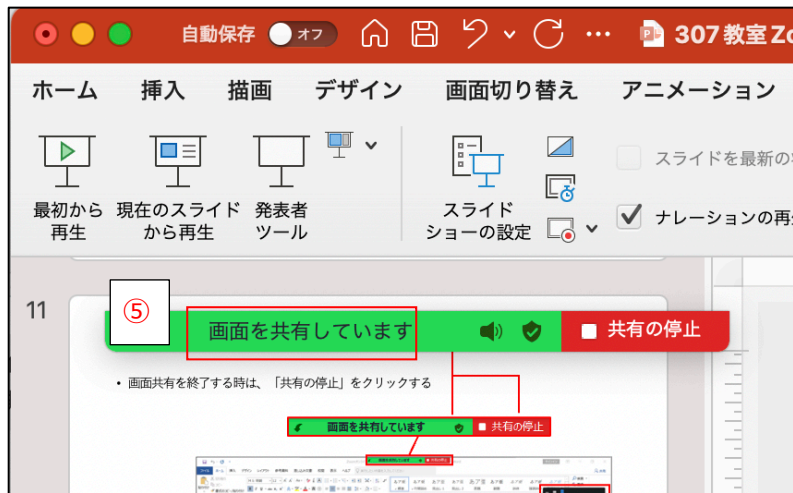 自動保存 オフ ... 307 教室 Zo
ホーム 挿入 描画 デザイン 画面切り替え アニメーション
最初から
再生
現在のスライド
から再生
発表者
ツール
スライド
ショーの設定
スライドを最新の
ナレーションの再
11
⑤
画面を共有しています 共有の停止
• 画面共有を終了する時は、「共有の停止」をクリックする
画面を共有しています 共有の停止